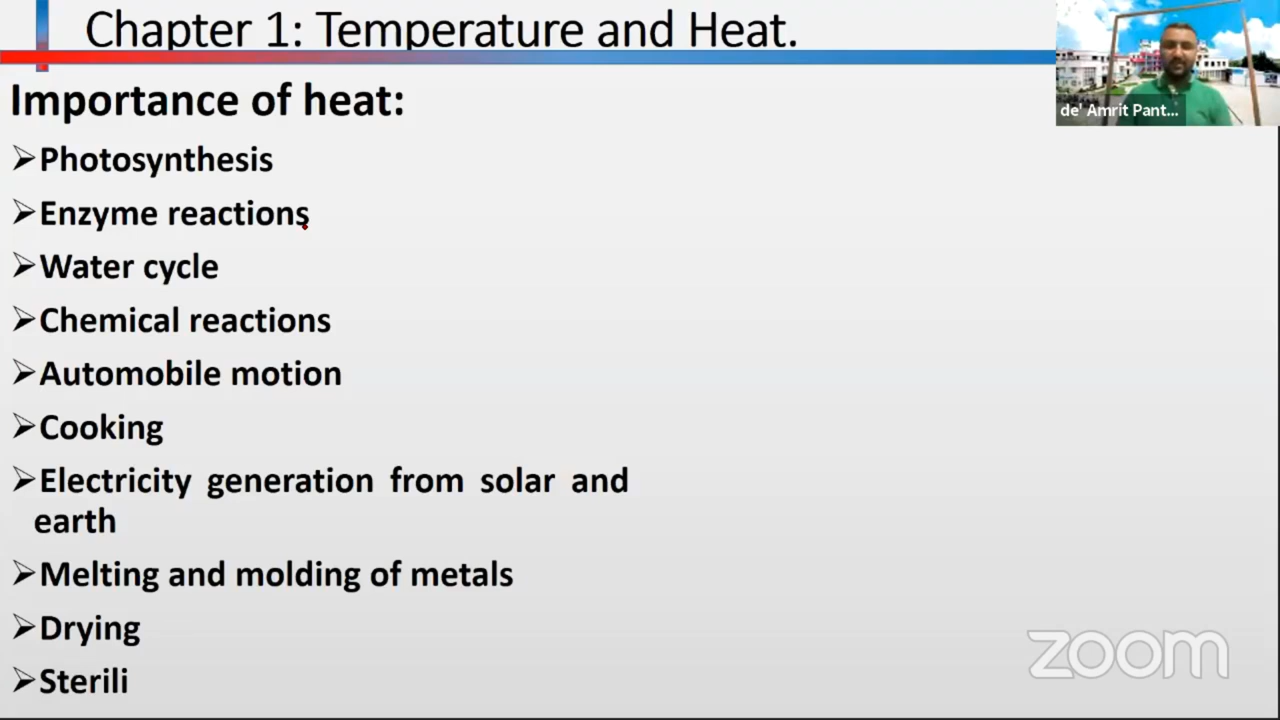 Chapter 1: Temperature and Heat.
de' Amrit Pant...
Importance of heat:
➢Photosynthesis
➢Enzyme reactions
➢Water cycle
➢Chemical reactions
➢Automobile motion
➢Cooking
➢Electricity generation from solar and
earth
➢Melting and molding of metals
➢Drying
➢Sterili
zoom